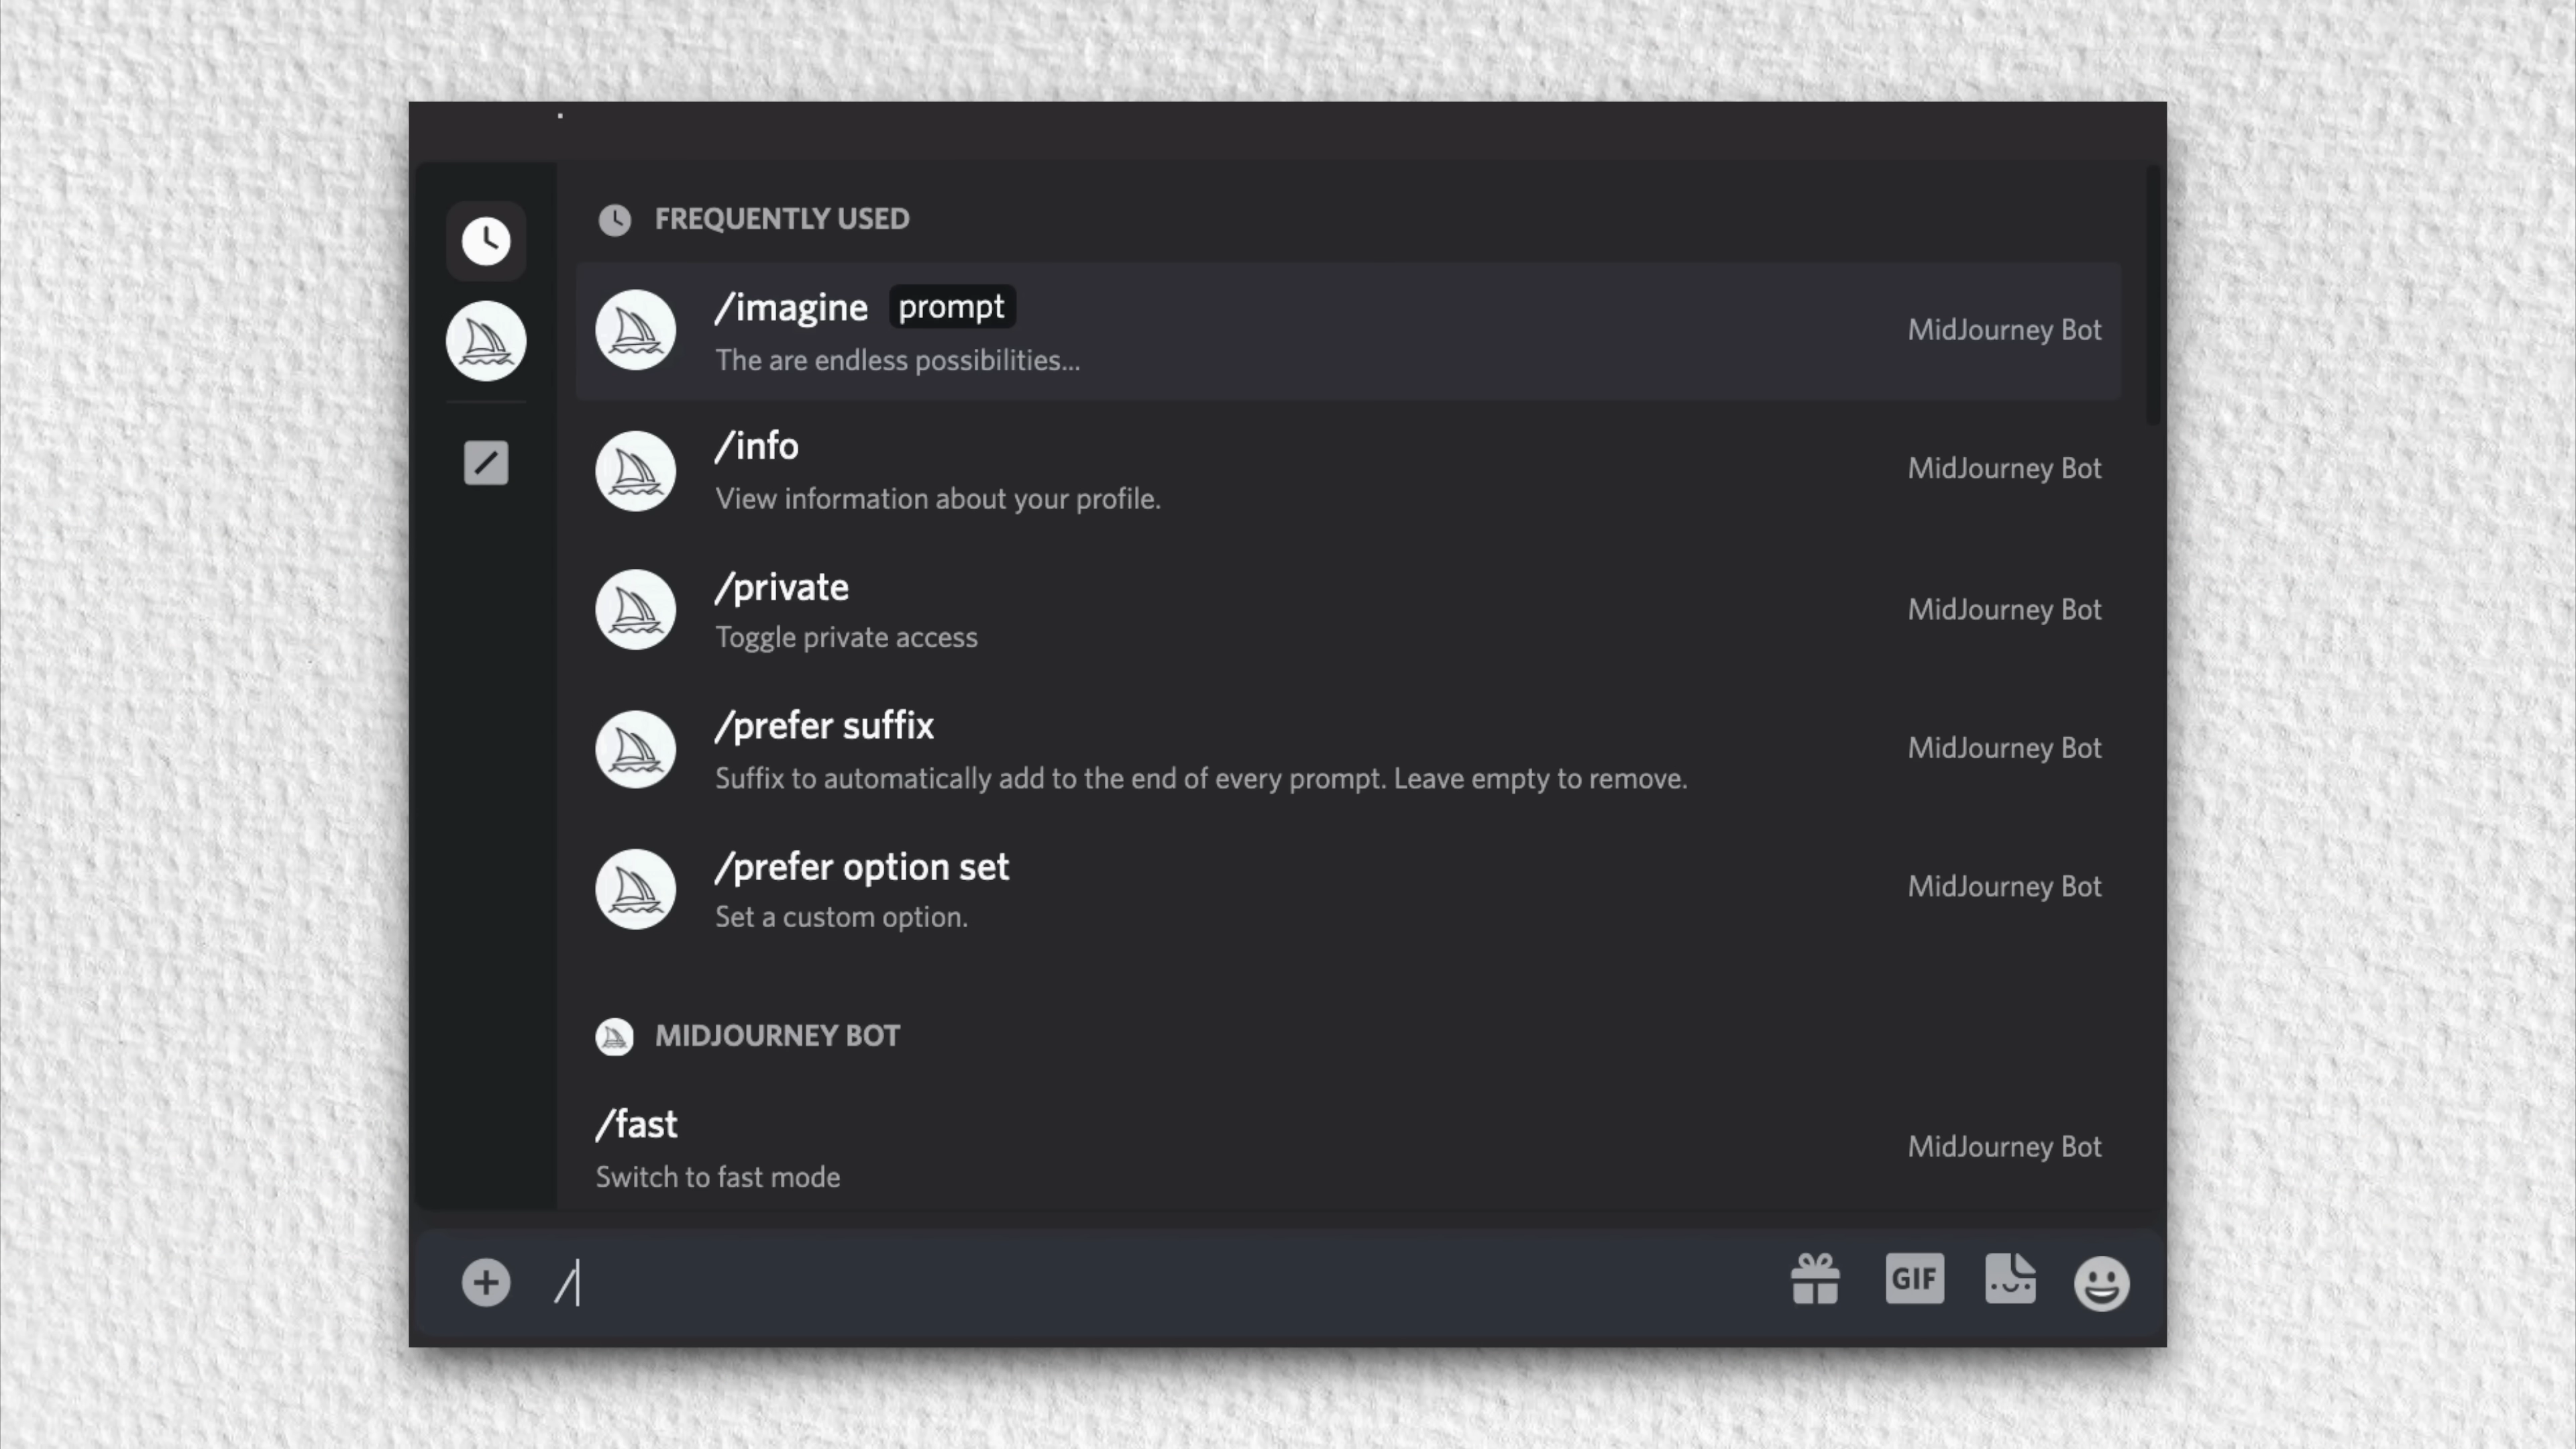 FREQUENTLY USED
/imagine prompt
MidJourney Bot
The are endless possibilities...
/info
MidJourney Bot
View information about your profile.
/private
MidJourney Bot
Toggle private access
/prefer suffix
MidJourney Bot
Suffix to automatically add to the end of every prompt. Leave empty to remove.
/prefer option set
MidJourney Bot
Set a custom option.
MIDJOURNEY BOT
/fast
MidJourney Bot
Switch to fast mode
/
GIF